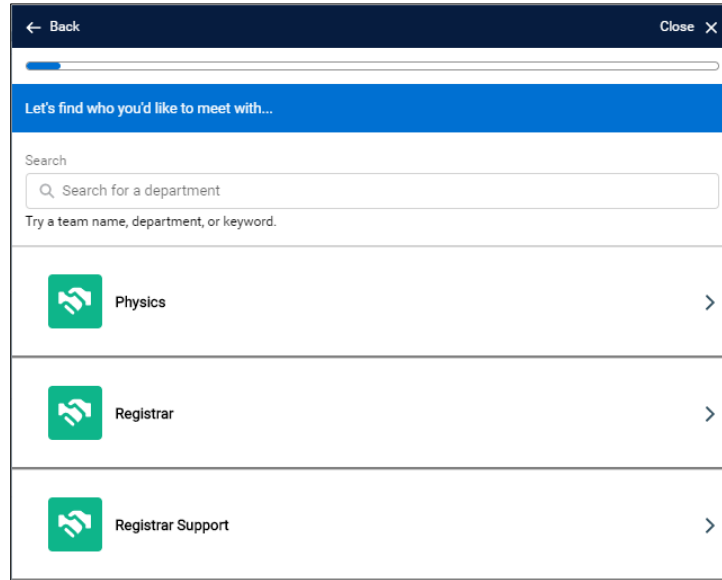 Back
Close
Let's find who you'd like to meet with...
Search
Search for a department
Try a team name, department, or keyword.
Physics
Registrar
Registrar Support